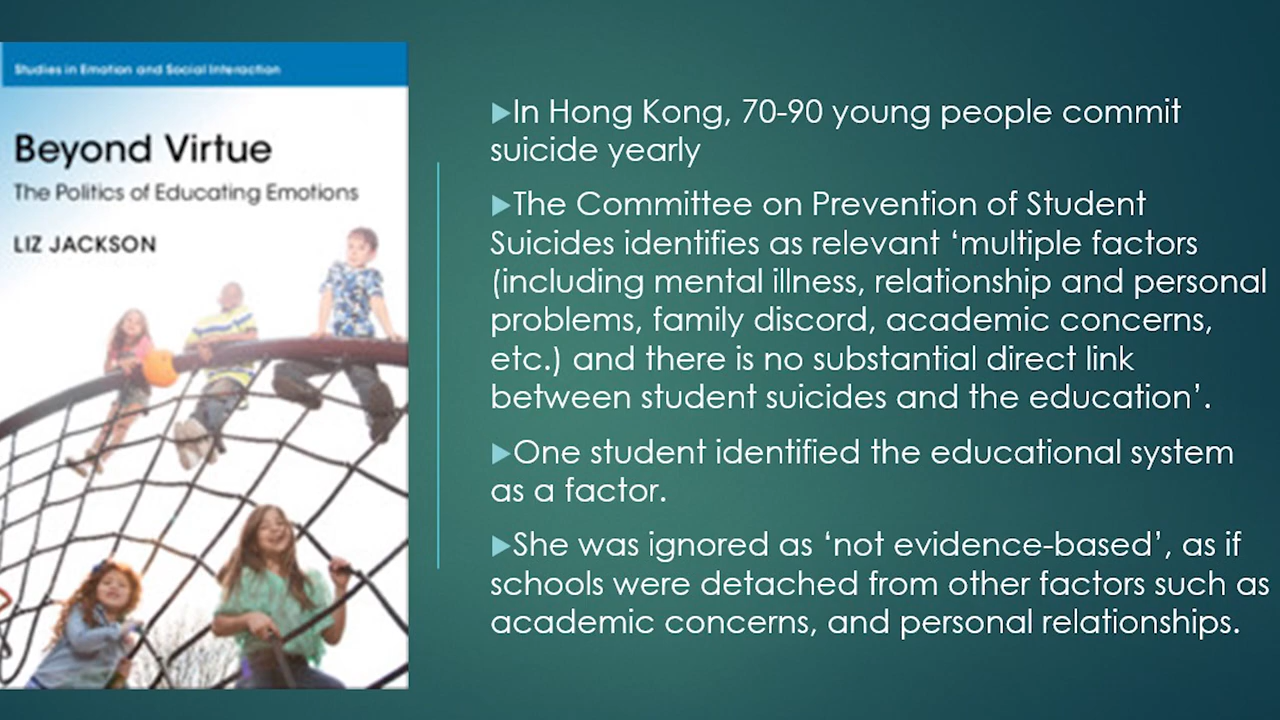 Studies in Emotion and Social Interaction
Beyond Virtue
The Politics of Educating Emotions
LIZ JACKSON
▶In Hong Kong, 70-90 young people commit
suicide yearly
▶The Committee on Prevention of Student
Suicides identifies as relevant ‘multiple factors
(including mental illness, relationship and personal
problems, family discord, academic concerns,
etc.) and there is no substantial direct link
between student suicides and the education’.
▶One student identified the educational system
as a factor.
▶She was ignored as ‘not evidence-based’, as if
schools were detached from other factors such as
academic concerns, and personal relationships.